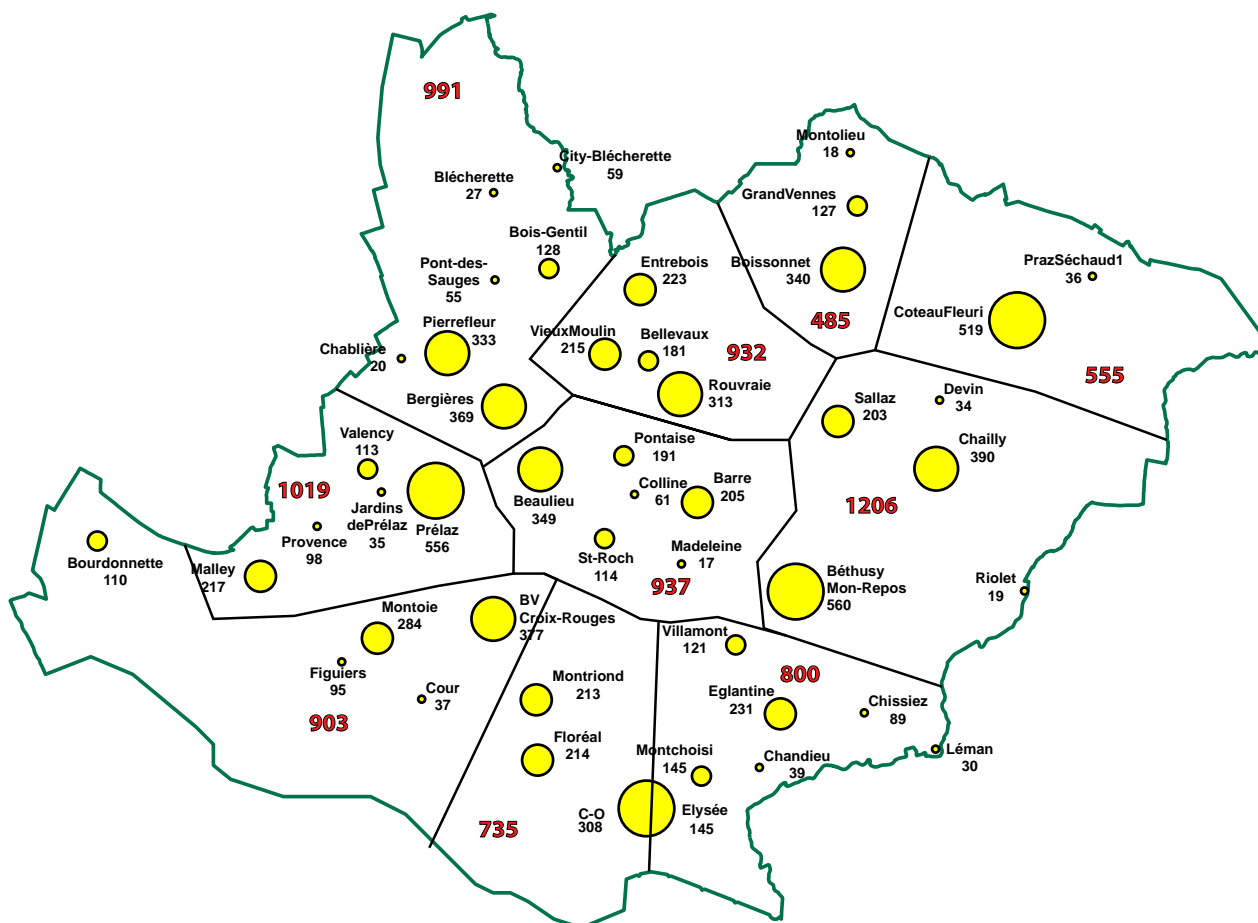 991
City-Blécherette
59
Blécherette
27
Bois-Gentil
128
Pont-des-
Sauges
55
Pierrefleur
333
Chablière
20
Bergières
369
Montolieu
18
GrandVennes
127
Boissonnet
340
485
PrazSéchaud1
36
CoteauFleuri
519
555
Entrebois
223
VieuxMoulin
215
Bellevaux
181
932
Rouvraie
313
Valency
113
1019
Jardins
dePrélaz
35
Prélaz
556
Provence
98
Malley
217
Bourdonnette
110
Pontaise
191
Beaulieu
349
Colline
61
Barre
205
St-Roch
114
Madeleine
17
937
Sallaz
203
Devin
34
Chailly
390
1206
Béthusy
Mon-Repos
560
Riolet
19
Montoie
284
BV
Croix-Rouges
377
Figuiers
95
Cour
37
903
Montriond
213
Floréal
214
C-O
308
735
Villamont
121
800
Eglantine
231
Chissiez
89
Montchoisi
145
Chandieu
39
Léman
30
Elysée
145